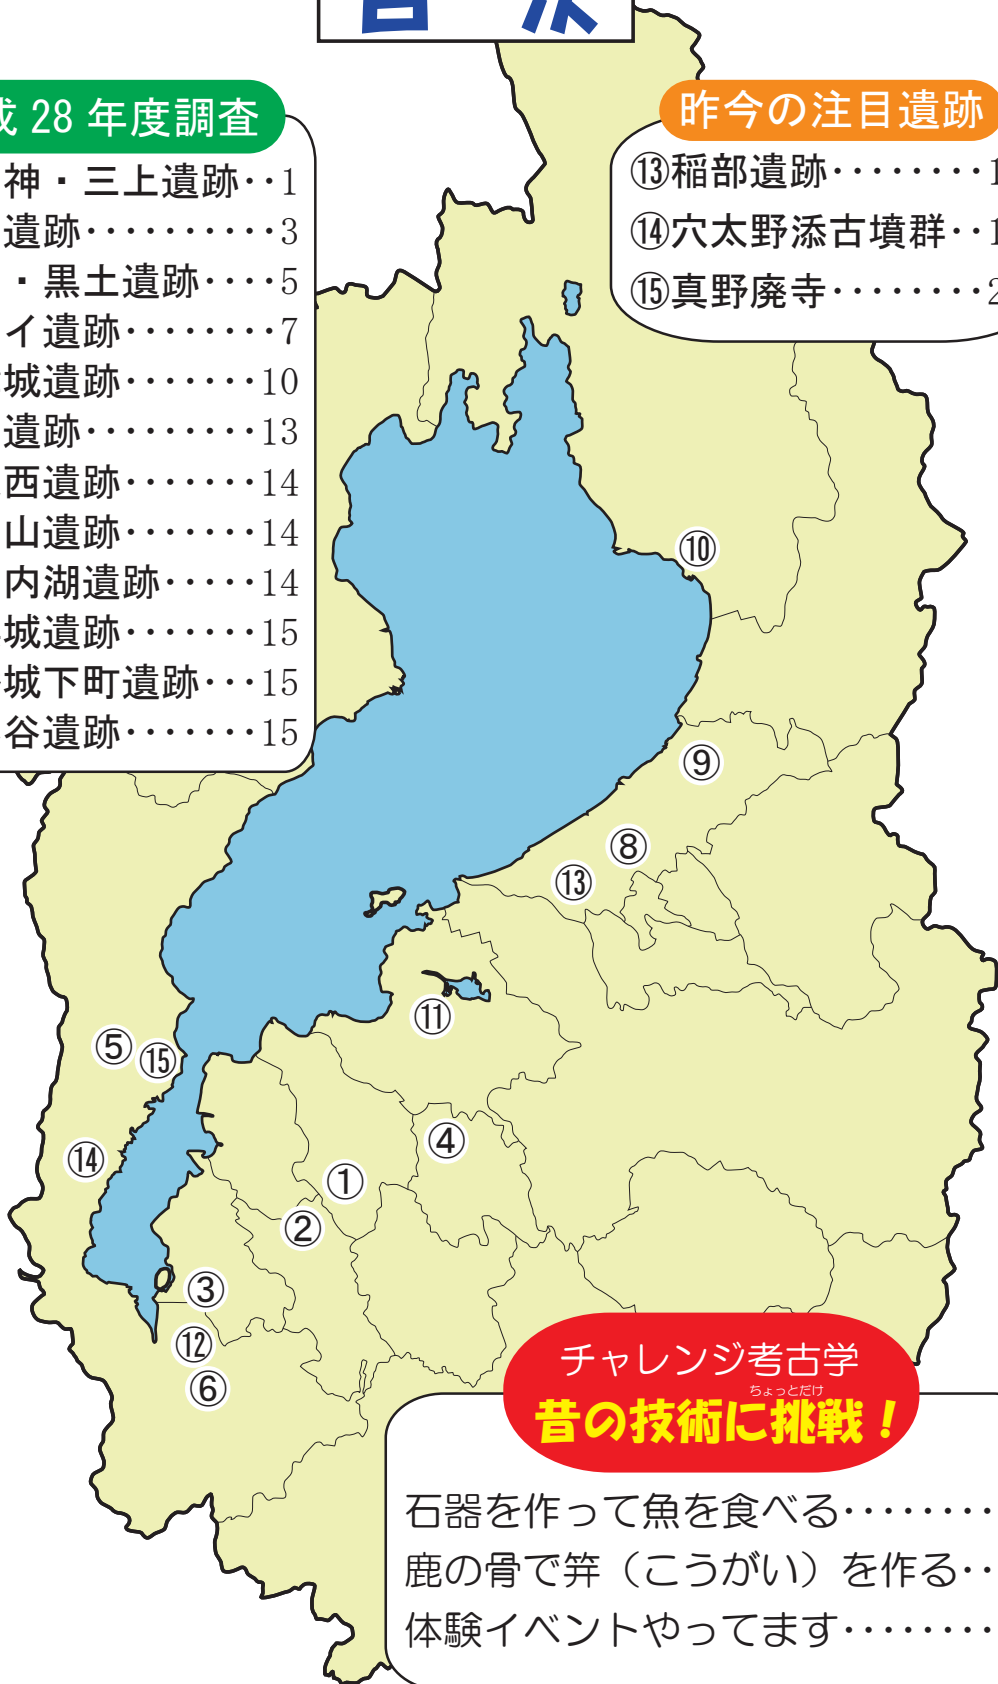 目次
成 28 年度調査
神・三上遺跡‥1
遺跡‥‥‥‥‥3
・黒土遺跡‥‥5
イ遺跡‥‥‥‥7
城遺跡‥‥‥‥10
遺跡‥‥‥‥‥13
西遺跡‥‥‥‥14
山遺跡‥‥‥‥14
内湖遺跡‥‥‥14
城遺跡‥‥‥‥15
城下町遺跡‥‥15
谷遺跡‥‥‥‥15
昨今の注目遺跡
⑬稲部遺跡‥‥‥‥1
⑭穴太野添古墳群‥1
⑮真野廃寺‥‥‥‥2
⑩
⑨
⑧
⑬
⑪
⑤
⑮
④
⑭
①
②
③
⑫
⑥
チャレンジ考古学
ちょっとだけ
昔の技術に挑戦！
石器を作って魚を食べる‥‥‥‥
鹿の骨で笄（こうがい）を作る‥
体験イベントやってます‥‥‥‥